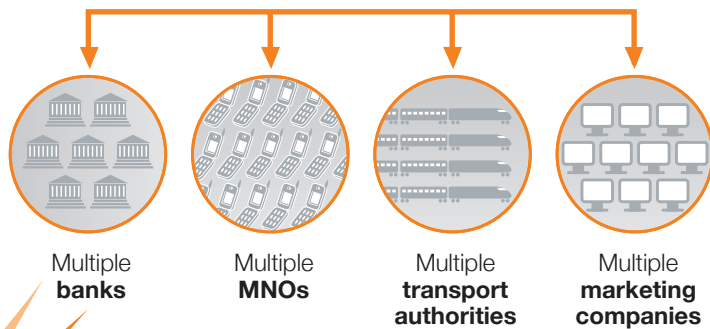 Multiple
banks
Multiple
MNOs
Multiple
transport
authorities
Multiple
marketing
companies